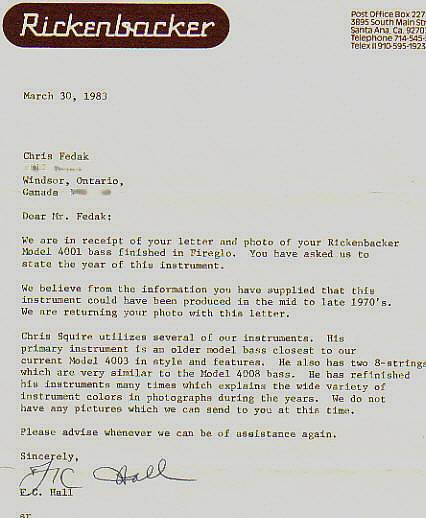 Rickenbacker
Post Office Box 227
3895 South Main Str
Santa Ana, Ca. 9270
Telephone 714-545-
Telex II 910-595-1923
March 30, 1983
Chris Fedak
Windsor, Ontario,
Canada
Dear Mr. Fedak:
We are in receipt of your letter and photo of your Rickenbacker
Model 4001 bass finished in Fireglo. You have asked us to
state the year of this instrument.
We believe from the information you have supplied that this
instrument could have been produced in the mid to late 1970's.
We are returning your photo with this letter.
Chris Squire utilizes several of our instruments. His
primary instrument is an older model bass closest to our
current Model 4003 in style and features. He also has two 8-strings
which are very similar to the Model 4008 bass. He has refinished
his instruments many times which explains the wide variety of
instrument colors in photographs during the years. We do not
have any pictures which we can send to you at this time.
Please advise whenever we can be of assistance again.
Sincerely,
F C Hall
F.C. Hall
sr